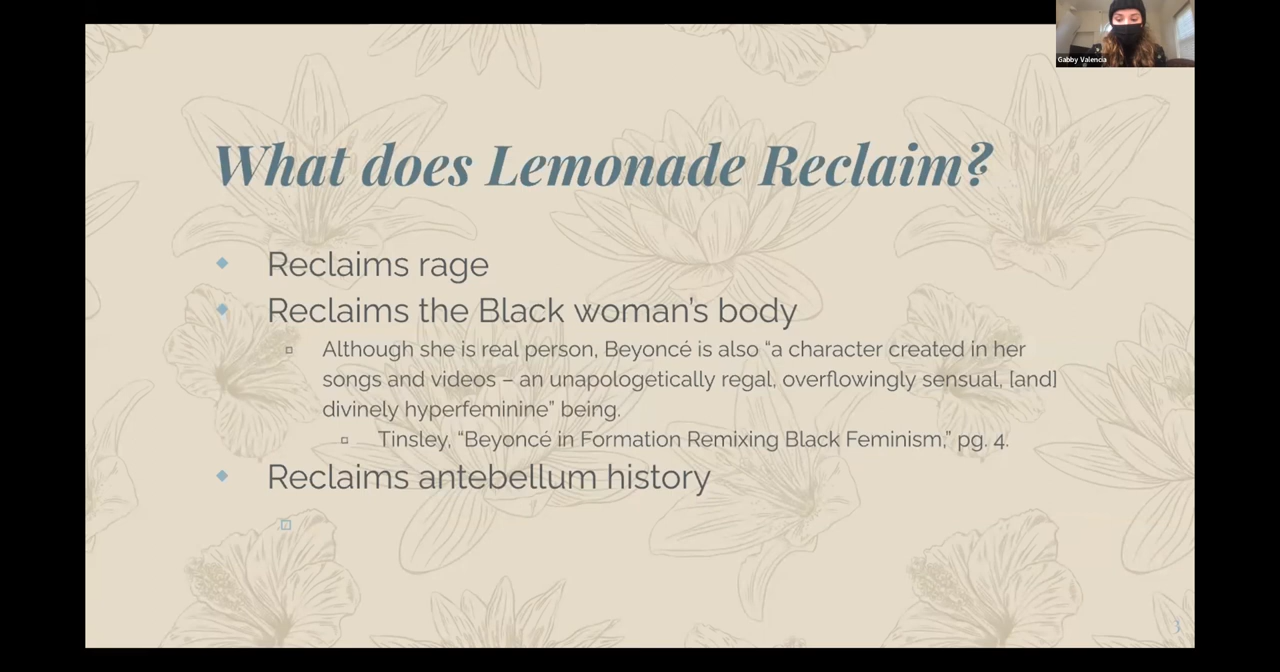 Gabby Valencia
What does Lemonade Reclaim?
Reclaims rage
Reclaims the Black woman's body
Although she is real person, Beyoncé is also “a character created in her
songs and videos – an unapologetically regal, overflowingly sensual, [and]
divinely hyperfeminine” being.
Tinsley, “Beyoncé in Formation Remixing Black Feminism,” pg. 4.
Reclaims antebellum history
3